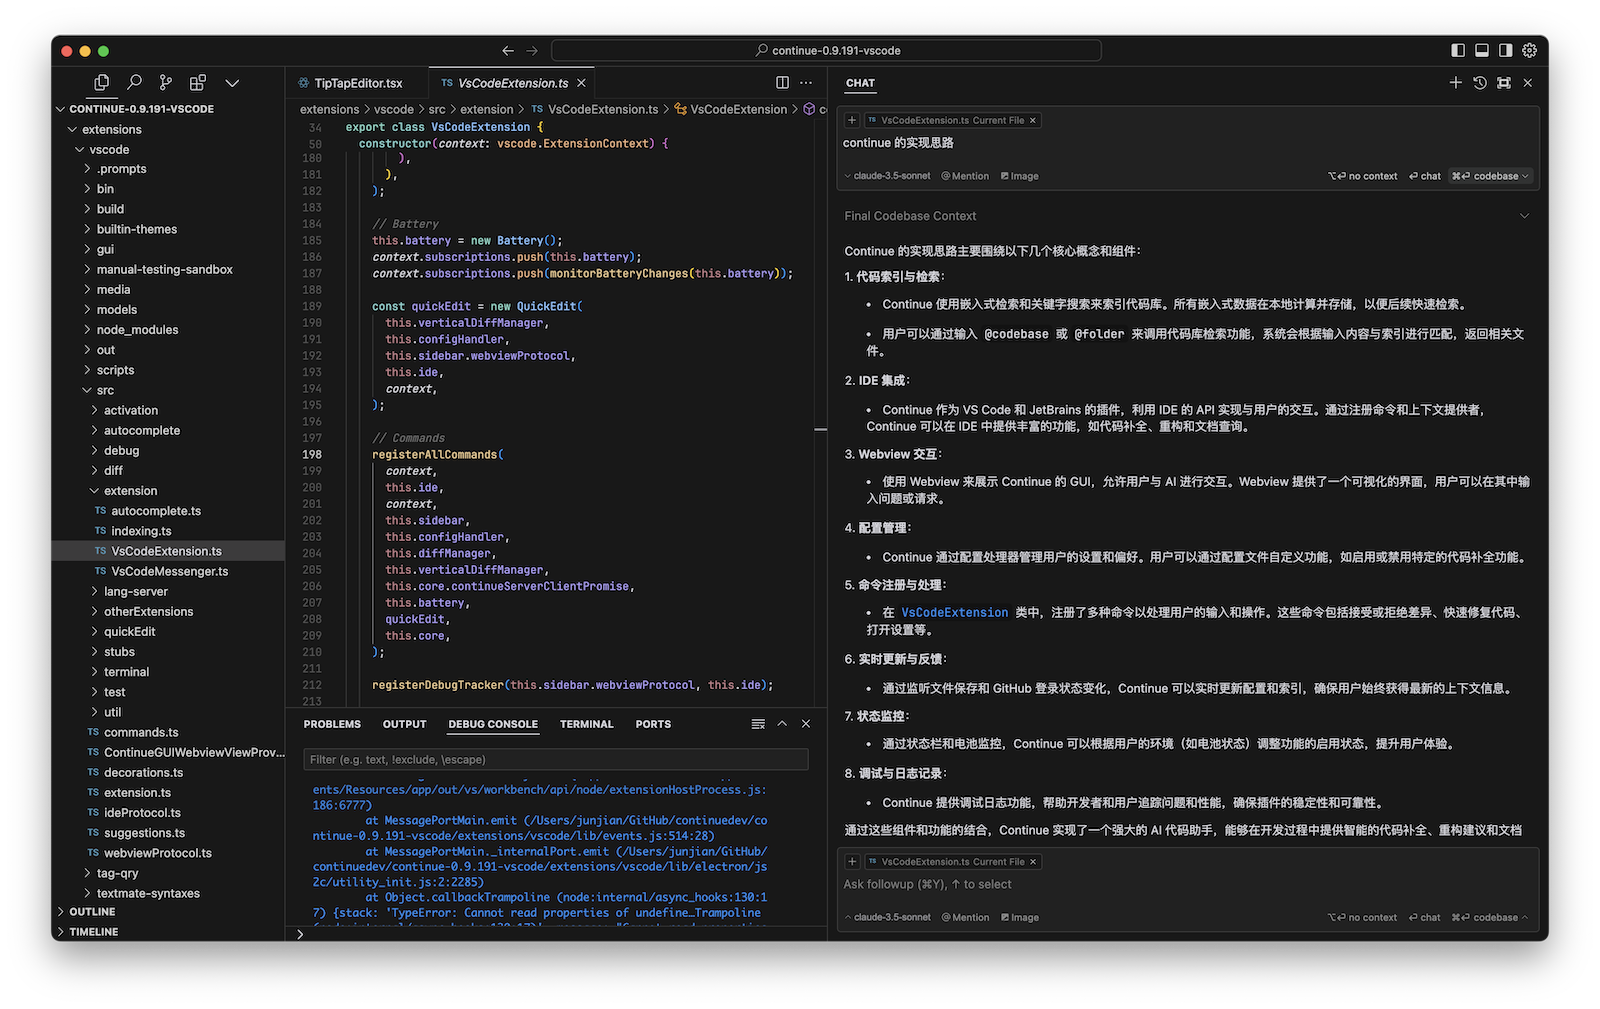 continue-0.9.191-vscode
CONTINUE-0.9.191-VSCODE
extensions
vscode
.prompts
bin
build
builtin-themes
gui
manual-testing-sandbox
media
models
node_modules
out
scripts
src
activation
autocomplete
debug
diff
extension
TS autocomplete.ts
TS indexing.ts
TS VsCodeExtension.ts
TS VsCodeMessenger.ts
lang-server
otherExtensions
quickEdit
stubs
terminal
test
util
TS commands.ts
TS ContinueGUIWebviewViewProv...
TS decorations.ts
TS extension.ts
TS ideProtocol.ts
TS suggestions.ts
TS webviewProtocol.ts
tag-qry
textmate-syntaxes
OUTLINE
TIMELINE
TipTapEditor.tsx
TS VsCodeExtension.ts
extensions > vscode > src > extension > TS VsCodeExtension.ts > VsCodeExtension >
34 export class VsCodeExtension {
50 constructor(context: vscode.ExtensionContext) {
180 ),
181 ),
182 );
183
184 // Battery
185 this.battery = new Battery();
186 context.subscriptions.push(this.battery);
187 context.subscriptions.push(monitorBatteryChanges(this.battery));
188
189 const quickEdit = new QuickEdit(
190 this.verticalDiffManager,
191 this.configHandler,
192 this.sidebar.webviewProtocol,
193 this.ide,
194 context,
195 );
196
197 // Commands
198 registerAllCommands(
199 context,
200 this.ide,
201 context,
202 this.sidebar,
203 this.configHandler,
204 this.diffManager,
205 this.verticalDiffManager,
206 this.core.continueServerClientPromise,
207 this.battery,
208 quickEdit,
209 this.core,
210 );
211
212 registerDebugTracker(this.sidebar.webviewProtocol, this.ide);
213
PROBLEMS OUTPUT DEBUG CONSOLE TERMINAL PORTS
Filter (e.g. text, !exclude, \escape)
ents/Resources/app/out/vs/workbench/api/node/extensionHostProcess.js:
186:6777)
at MessagePortMain.emit (/Users/junjian/GitHub/continuedev/co
ntinue-0.9.191-vscode/extensions/vscode/lib/events.js:514:28)
at MessagePortMain._internalPort.emit (/Users/junjian/GitHub/
continuedev/continue-0.9.191-vscode/extensions/vscode/lib/electron/js
2c/utility_init.js:2:2285)
at Object.callbackTrampoline (node:internal/async_hooks:130:1
7) {stack: 'TypeError: Cannot read properties of undefine…Trampoline
CHAT
TS VsCodeExtension.ts Current File
continue 的实现思路
claude-3.5-sonnet @ Mention Image ⌥⏎ no context ⏎ chat ⌘⏎ codebase
Final Codebase Context
Continue 的实现思路主要围绕以下几个核心概念和组件：
1. 代码索引与检索：
• Continue 使用嵌入式检索和关键字搜索来索引代码库。所有嵌入式数据在本地计算并存储，以便后续快速检索。
• 用户可以通过输入 @codebase 或 @folder 来调用代码库检索功能，系统会根据输入内容与索引进行匹配，返回相关文
件。
2. IDE 集成：
• Continue 作为 VS Code 和 JetBrains 的插件，利用 IDE 的 API 实现与用户的交互。通过注册命令和上下文提供者，
Continue 可以在 IDE 中提供丰富的功能，如代码补全、重构和文档查询。
3. Webview 交互：
• 使用 Webview 来展示 Continue 的 GUI，允许用户与 AI 进行交互。Webview 提供了一个可视化的界面，用户可以在其中输
入问题或请求。
4. 配置管理：
• Continue 通过配置处理器管理用户的设置和偏好。用户可以通过配置文件自定义功能，如启用或禁用特定的代码补全功能。
5. 命令注册与处理：
• 在 VsCodeExtension 类中，注册了多种命令以处理用户的输入和操作。这些命令包括接受或拒绝差异、快速修复代码、
打开设置等。
6. 实时更新与反馈：
• 通过监听文件保存和 GitHub 登录状态变化，Continue 可以实时更新配置和索引，确保用户始终获得最新的上下文信息。
7. 状态监控：
• 通过状态栏和电池监控，Continue 可以根据用户的环境（如电池状态）调整功能的启用状态，提升用户体验。
8. 调试与日志记录：
• Continue 提供调试日志功能，帮助开发者和用户追踪问题和性能，确保插件的稳定性和可靠性。
通过这些组件和功能的结合，Continue 实现了一个强大的 AI 代码助手，能够在开发过程中提供智能的代码补全、重构建议和文档
TS VsCodeExtension.ts Current File
Ask followup (⌘Y), ↑ to select
claude-3.5-sonnet @ Mention Image ⌥⏎ no context ⏎ chat ⌘⏎ codebase